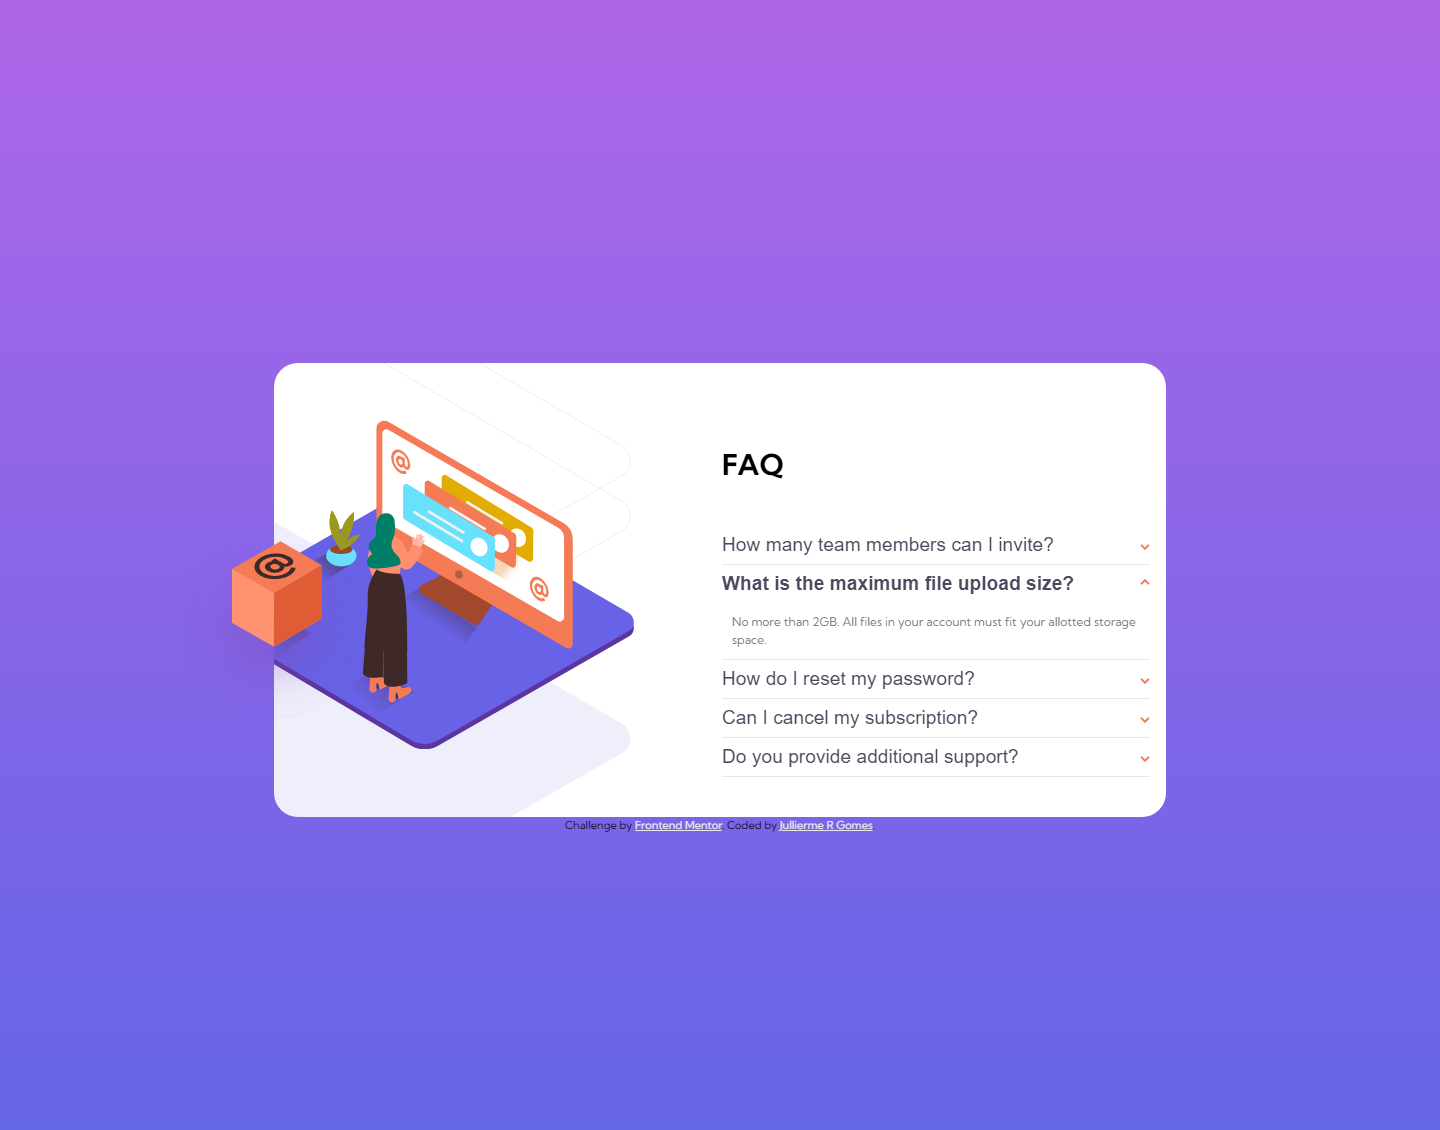 FAQ
How many team members can I invite?
What is the maximum file upload size?
No more than 2GB. All files in your account must fit your allotted storage
space.
How do I reset my password?
Can I cancel my subscription?
Do you provide additional support?
@
@
@
Challenge by Frontend Mentor. Coded by Jullierme R Gomes.